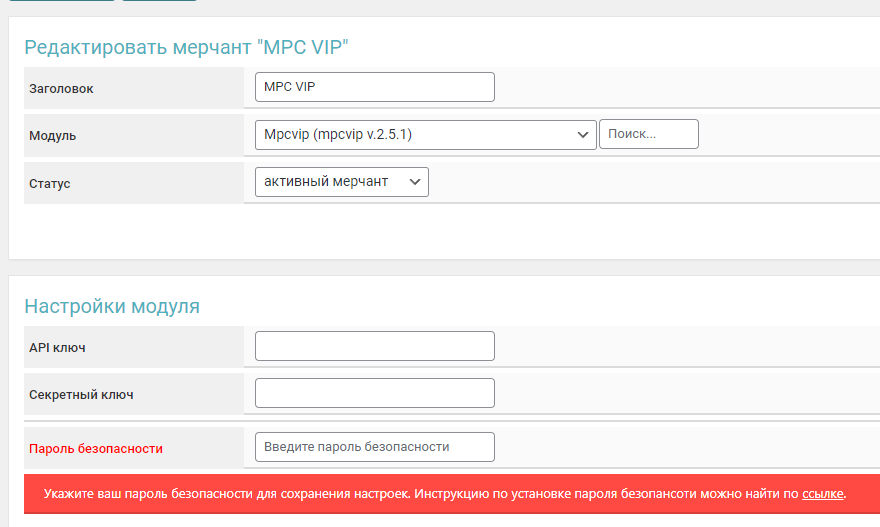 Редактировать мерчант "MPC VIP"
Заголовок MPC VIP
Модуль Mpcvip (mpcvip v.2.5.1) Поиск...
Статус активный мерчант
Настройки модуля
API ключ
Секретный ключ
Пароль безопасности Введите пароль безопасности
Укажите ваш пароль безопасности для сохранения настроек. Инструкцию по установке пароля безопансоти можно найти по ссылке.